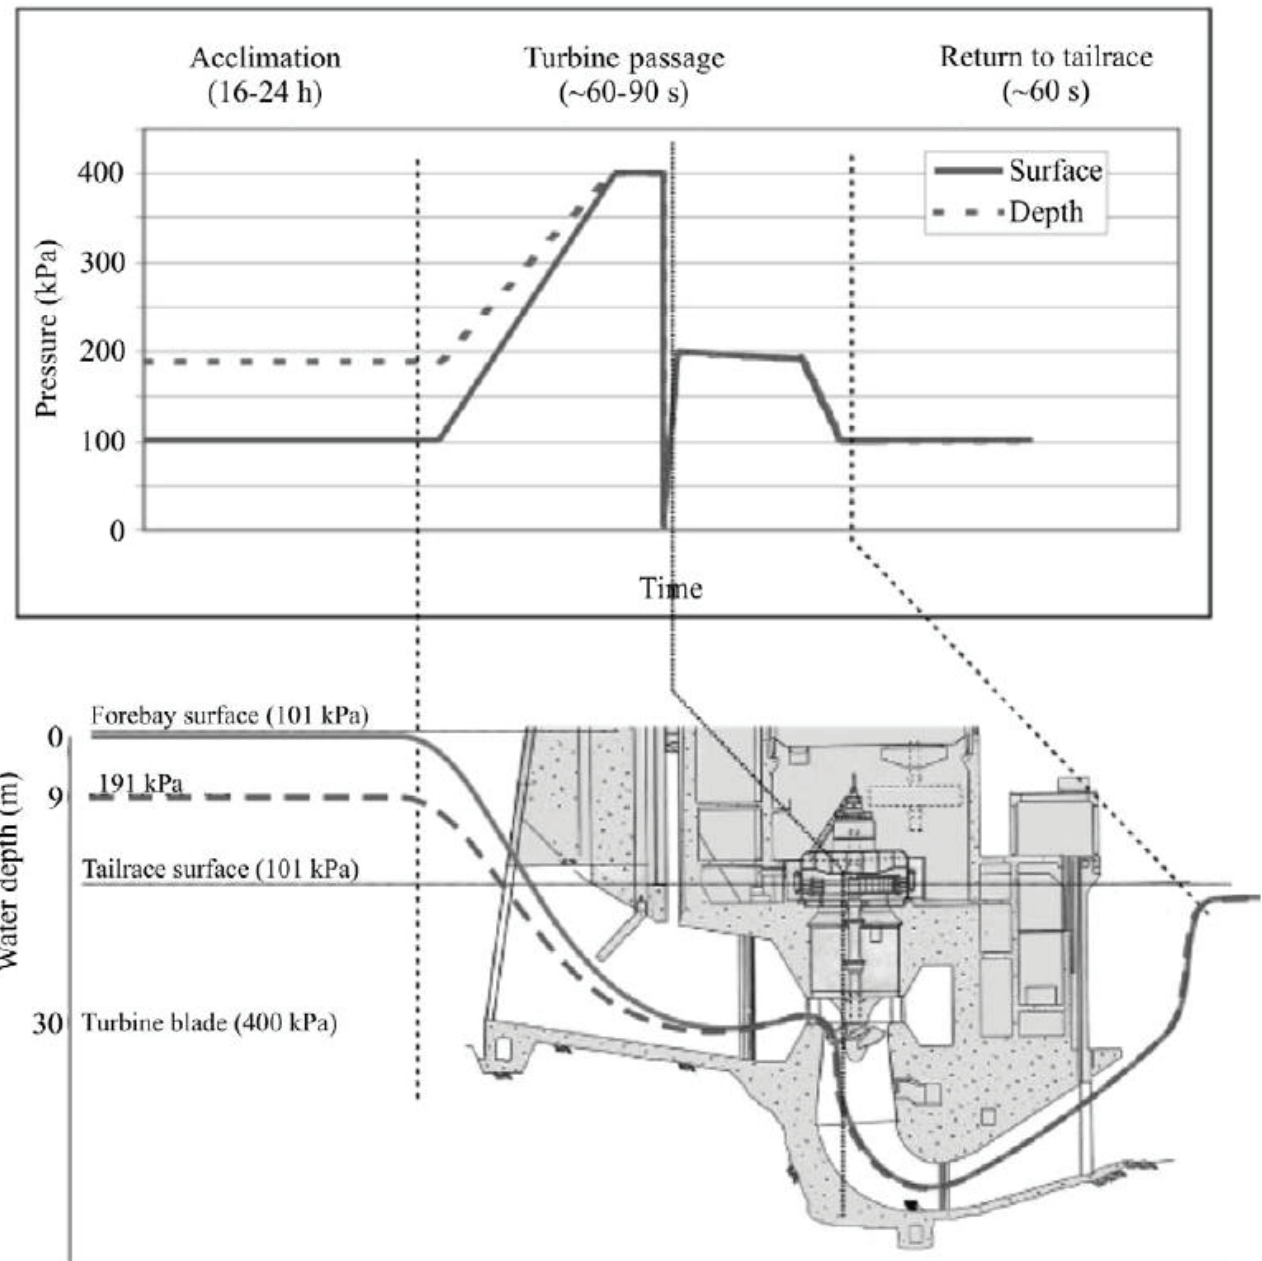 Acclimation
(16-24 h)
Turbine passage
(~60-90 s)
Return to tailrace
(~60 s)
Pressure (kPa)
400
300
200
100
0
Surface
Depth
Time
Water depth (m)
Forebay surface (101 kPa)
0
191 kPa
9
Tailrace surface (101 kPa)
30
Turbine blade (400 kPa)